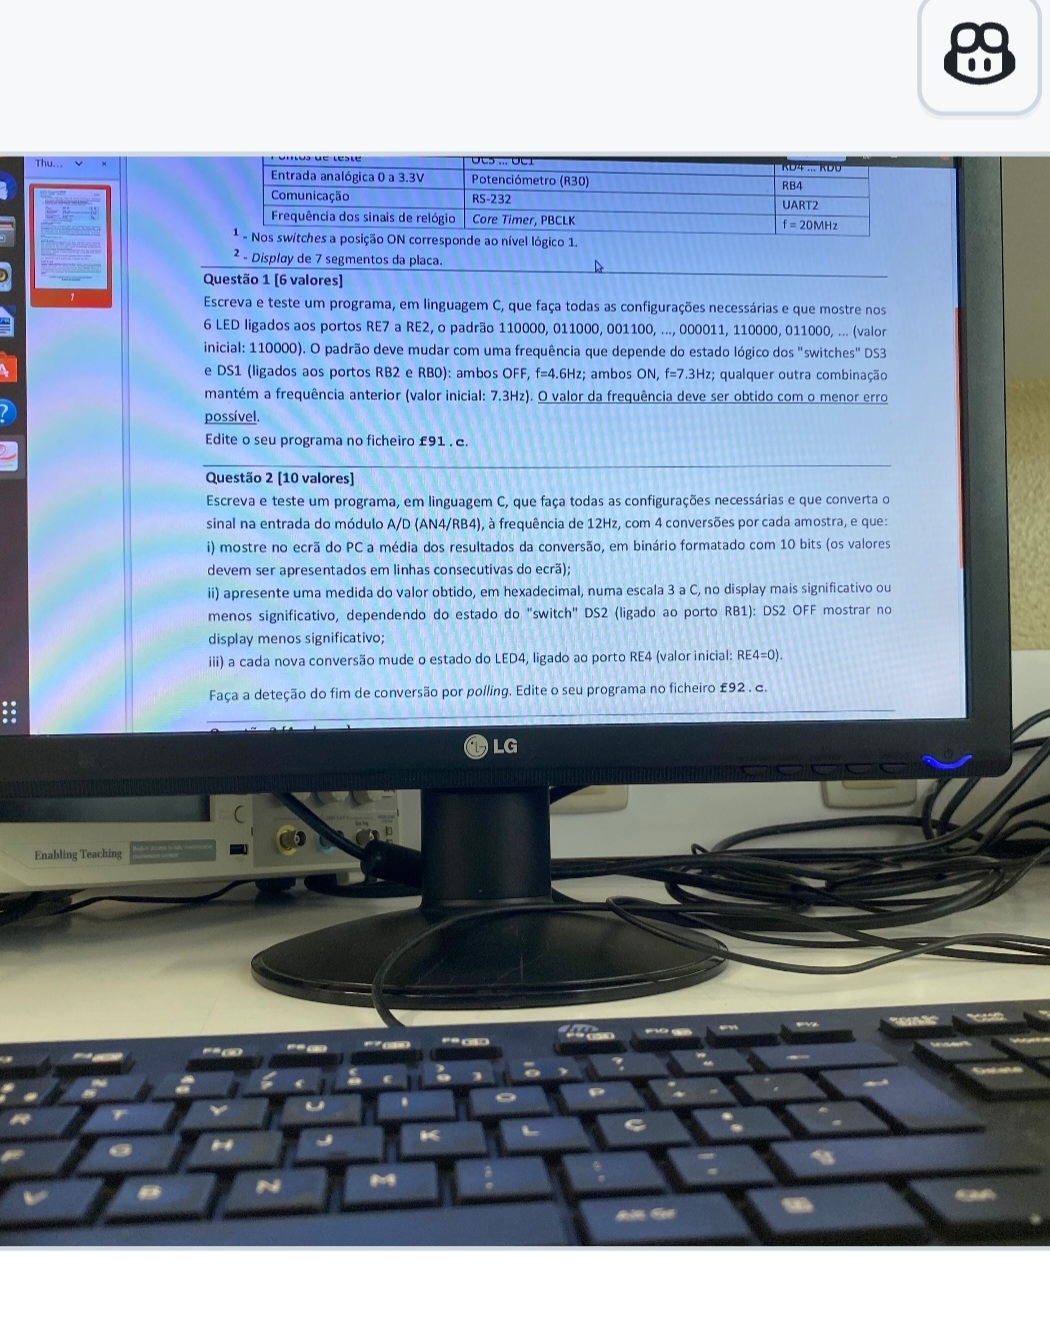 Thu...
Entrada analógica 0 a 3.3V Potenciómetro (R30) RB4
Comunicação RS-232 UART2
Frequência dos sinais de relógio Core Timer, PBCLK f = 20MHz
1 - Nos switches a posição ON corresponde ao nível lógico 1.
2 - Display de 7 segmentos da placa.
Questão 1 [6 valores]
Escreva e teste um programa, em linguagem C, que faça todas as configurações necessárias e que mostre nos
6 LED ligados aos portos RE7 a RE2, o padrão 110000, 011000, 001100, ..., 000011, 110000, 011000, ... (valor
inicial: 110000). O padrão deve mudar com uma frequência que depende do estado lógico dos "switches" DS3
e DS1 (ligados aos portos RB2 e RB0): ambos OFF, f=4.6Hz; ambos ON, f=7.3Hz; qualquer outra combinação
mantém a frequência anterior (valor inicial: 7.3Hz). O valor da frequência deve ser obtido com o menor erro
possível.
Edite o seu programa no ficheiro f91.c.
Questão 2 [10 valores]
Escreva e teste um programa, em linguagem C, que faça todas as configurações necessárias e que converta o
sinal na entrada do módulo A/D (AN4/RB4), à frequência de 12Hz, com 4 conversões por cada amostra, e que:
i) mostre no ecrã do PC a média dos resultados da conversão, em binário formatado com 10 bits (os valores
devem ser apresentados em linhas consecutivas do ecrã);
ii) apresente uma medida do valor obtido, em hexadecimal, numa escala 3 a C, no display mais significativo ou
menos significativo, dependendo do estado do "switch" DS2 (ligado ao porto RB1): DS2 OFF mostrar no
display menos significativo;
iii) a cada nova conversão mude o estado do LED4, ligado ao porto RE4 (valor inicial: RE4=0).
Faça a deteção do fim de conversão por polling. Edite o seu programa no ficheiro f92.c.
1
LG
Enabling Teaching
hp
R T Y U I O P
F G H J K L Ç
V B N M
Alt Gr
Ctrl